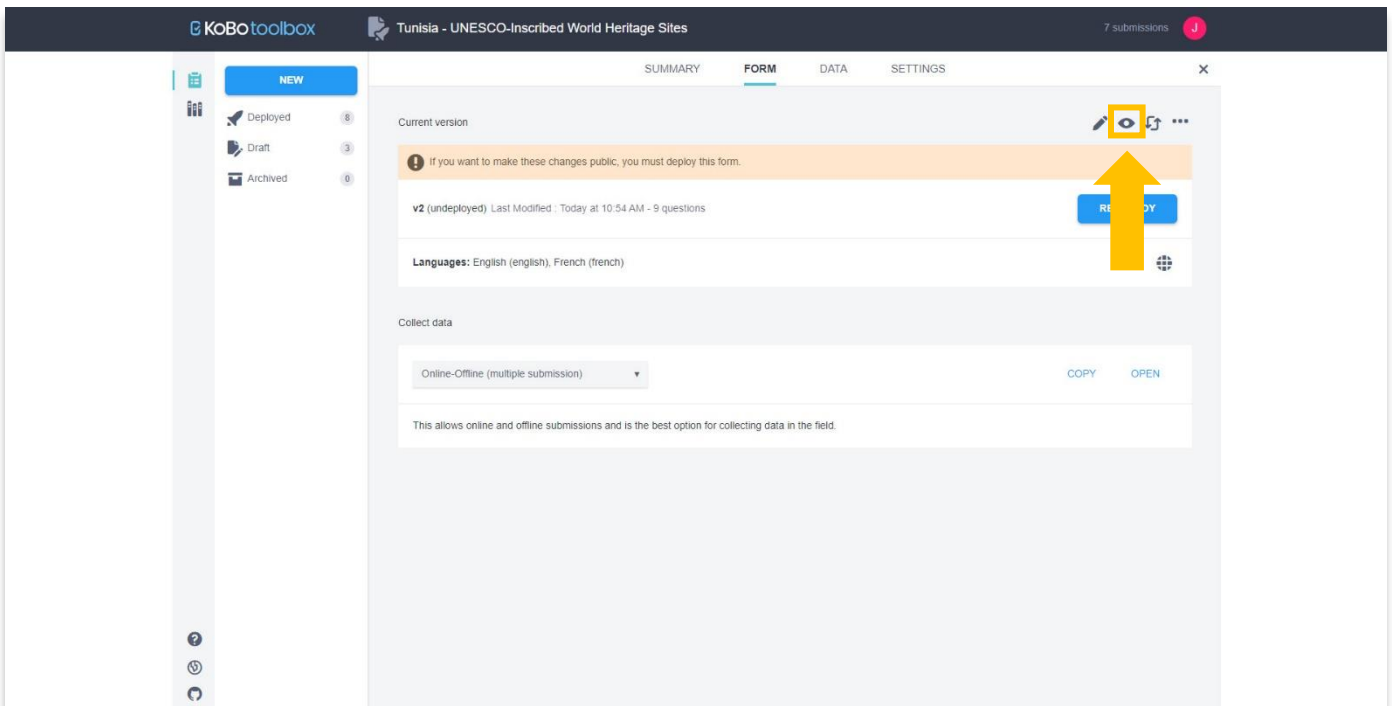 KoBotoolbox
Tunisia - UNESCO-Inscribed World Heritage Sites
7 submissions
J
NEW
Deployed 8
Draft 3
Archived 0
SUMMARY FORM DATA SETTINGS
Current version
If you want to make these changes public, you must deploy this form.
v2 (undeployed) Last Modified : Today at 10:54 AM - 9 questions
Languages: English (english), French (french)
Collect data
Online-Offline (multiple submission)
COPY OPEN
This allows online and offline submissions and is the best option for collecting data in the field.